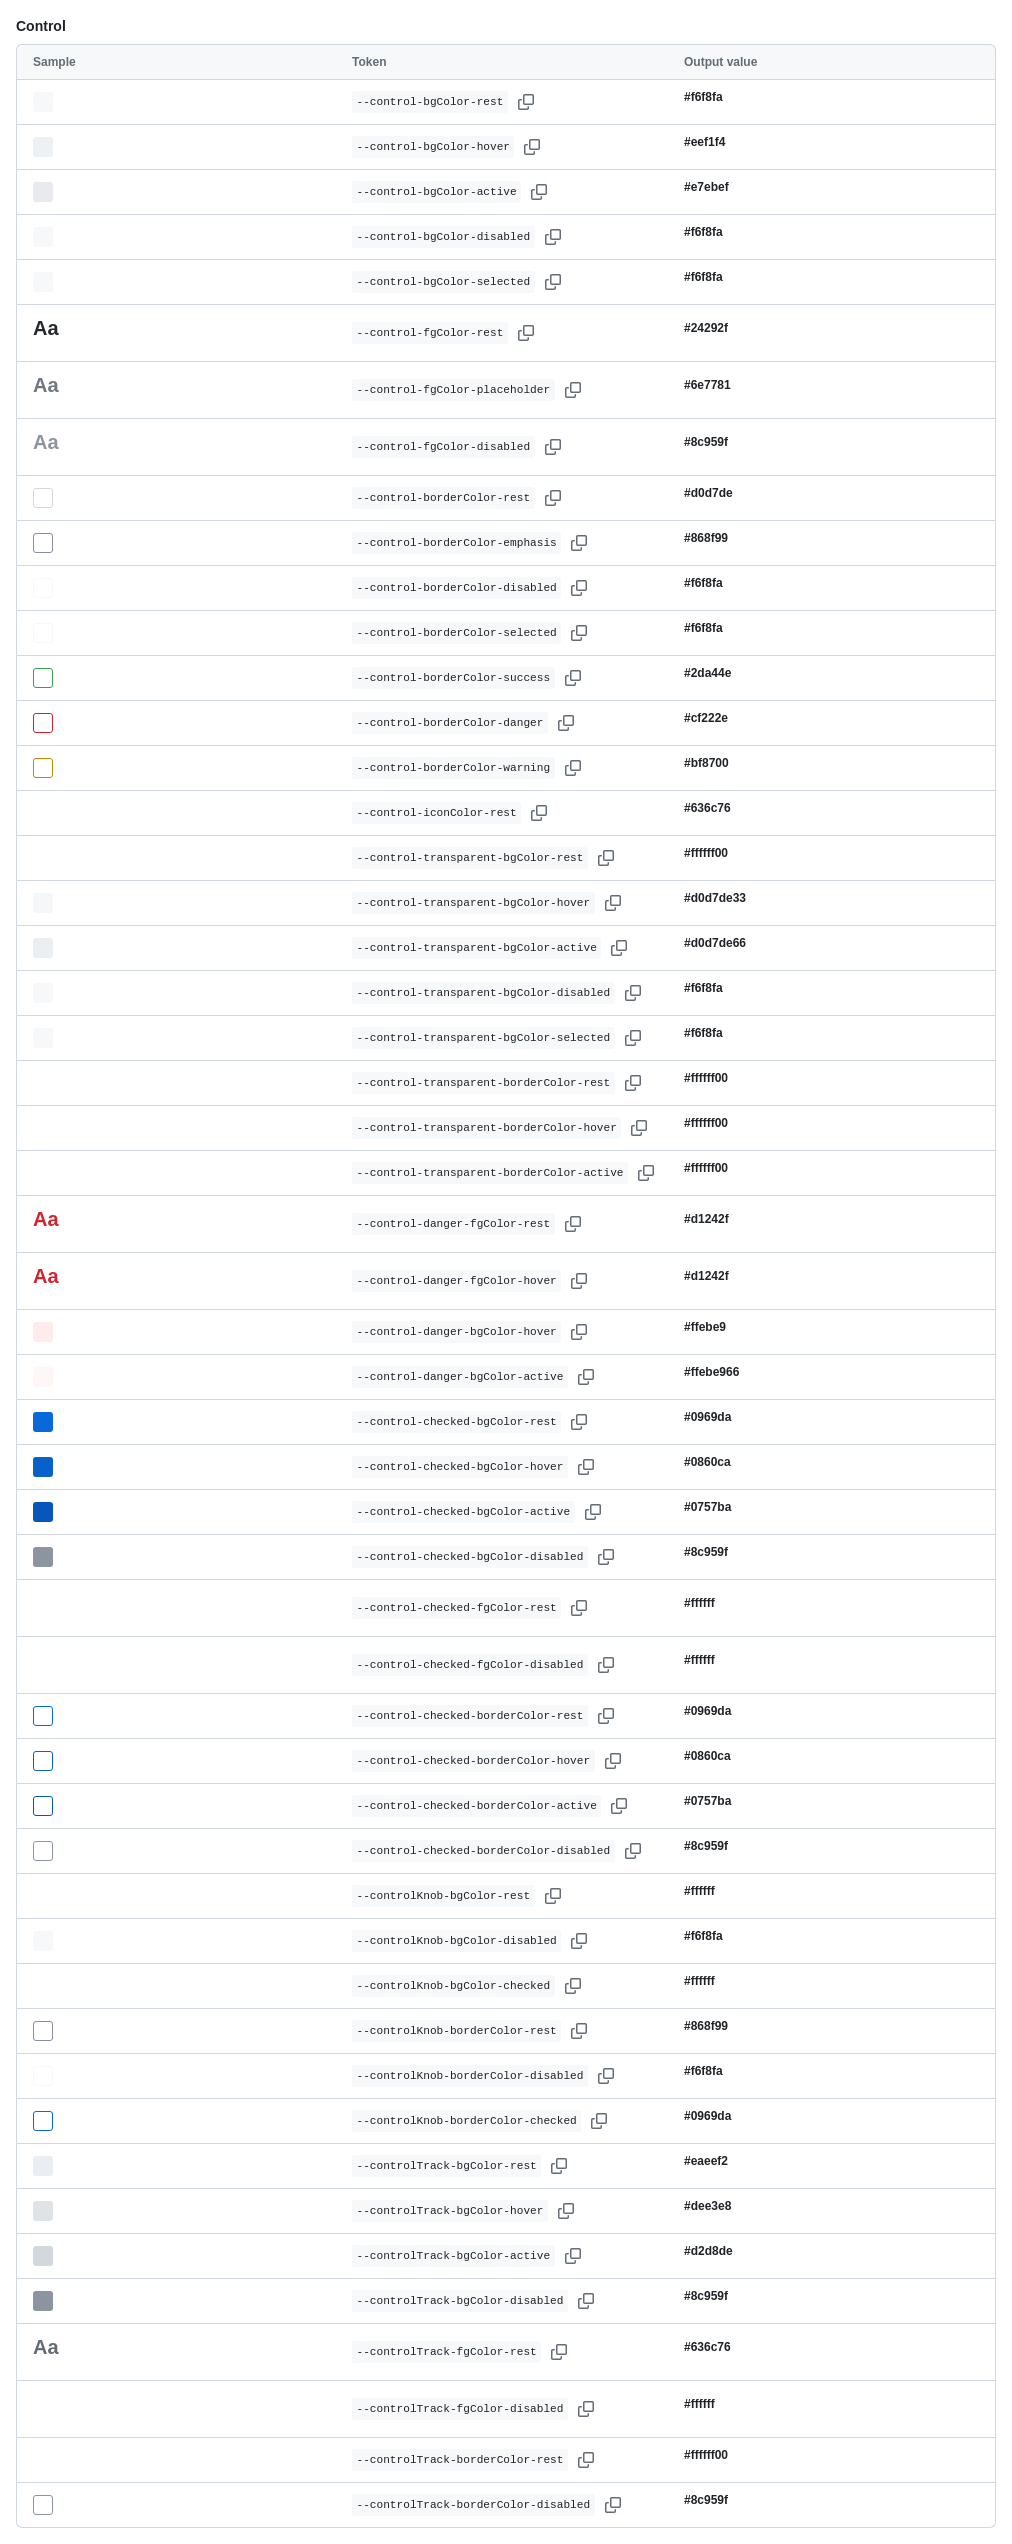 Control
Sample Token Output value
--control-bgColor-rest #f6f8fa
--control-bgColor-hover #eef1f4
--control-bgColor-active #e7ebef
--control-bgColor-disabled #f6f8fa
--control-bgColor-selected #f6f8fa
Aa --control-fgColor-rest #24292f
Aa --control-fgColor-placeholder #6e7781
Aa --control-fgColor-disabled #8c959f
--control-borderColor-rest #d0d7de
--control-borderColor-emphasis #868f99
--control-borderColor-disabled #f6f8fa
--control-borderColor-selected #f6f8fa
--control-borderColor-success #2da44e
--control-borderColor-danger #cf222e
--control-borderColor-warning #bf8700
--control-iconColor-rest #636c76
--control-transparent-bgColor-rest #ffffff00
--control-transparent-bgColor-hover #d0d7de33
--control-transparent-bgColor-active #d0d7de66
--control-transparent-bgColor-disabled #f6f8fa
--control-transparent-bgColor-selected #f6f8fa
--control-transparent-borderColor-rest #ffffff00
--control-transparent-borderColor-hover #ffffff00
--control-transparent-borderColor-active #ffffff00
Aa --control-danger-fgColor-rest #d1242f
Aa --control-danger-fgColor-hover #d1242f
--control-danger-bgColor-hover #ffebe9
--control-danger-bgColor-active #ffebe966
--control-checked-bgColor-rest #0969da
--control-checked-bgColor-hover #0860ca
--control-checked-bgColor-active #0757ba
--control-checked-bgColor-disabled #8c959f
--control-checked-fgColor-rest #ffffff
--control-checked-fgColor-disabled #ffffff
--control-checked-borderColor-rest #0969da
--control-checked-borderColor-hover #0860ca
--control-checked-borderColor-active #0757ba
--control-checked-borderColor-disabled #8c959f
--controlKnob-bgColor-rest #ffffff
--controlKnob-bgColor-disabled #f6f8fa
--controlKnob-bgColor-checked #ffffff
--controlKnob-borderColor-rest #868f99
--controlKnob-borderColor-disabled #f6f8fa
--controlKnob-borderColor-checked #0969da
--controlTrack-bgColor-rest #eaeef2
--controlTrack-bgColor-hover #dee3e8
--controlTrack-bgColor-active #d2d8de
--controlTrack-bgColor-disabled #8c959f
Aa --controlTrack-fgColor-rest #636c76
--controlTrack-fgColor-disabled #ffffff
--controlTrack-borderColor-rest #ffffff00
--controlTrack-borderColor-disabled #8c959f